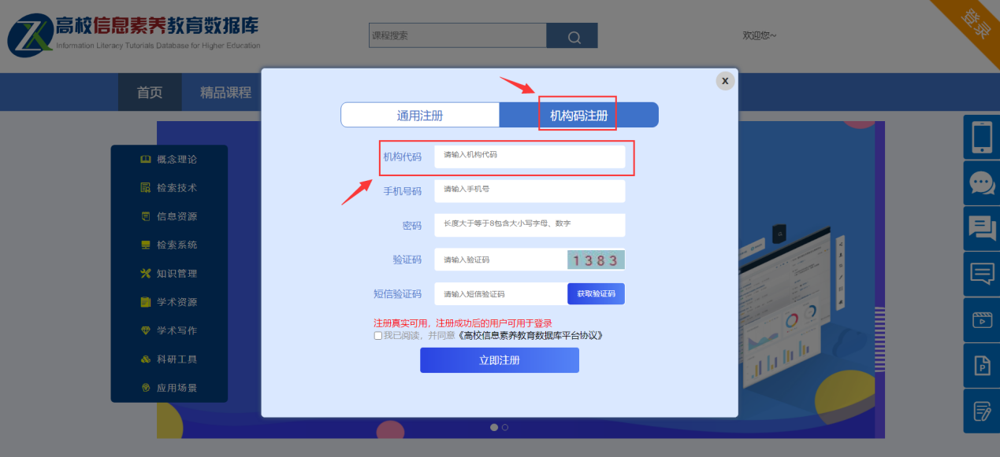 高校信息素养教育数据库
Information Literacy Tutorials Database for Higher Education
课程搜索
欢迎您~
登录
首页
精品课程
X
通用注册
机构码注册
机构代码
请输入机构代码
手机号码
请输入手机号
密码
长度大于等于8包含大小写字母、数字
验证码
请输入验证码
1383
短信验证码
请输入短信验证码
获取验证码
注册真实可用，注册成功后的用户可用于登录
我已阅读，并同意《高校信息素养教育数据库平台协议》
立即注册
概念理论
检索技术
信息资源
检索系统
知识管理
学术资源
学术写作
科研工具
应用场景
P